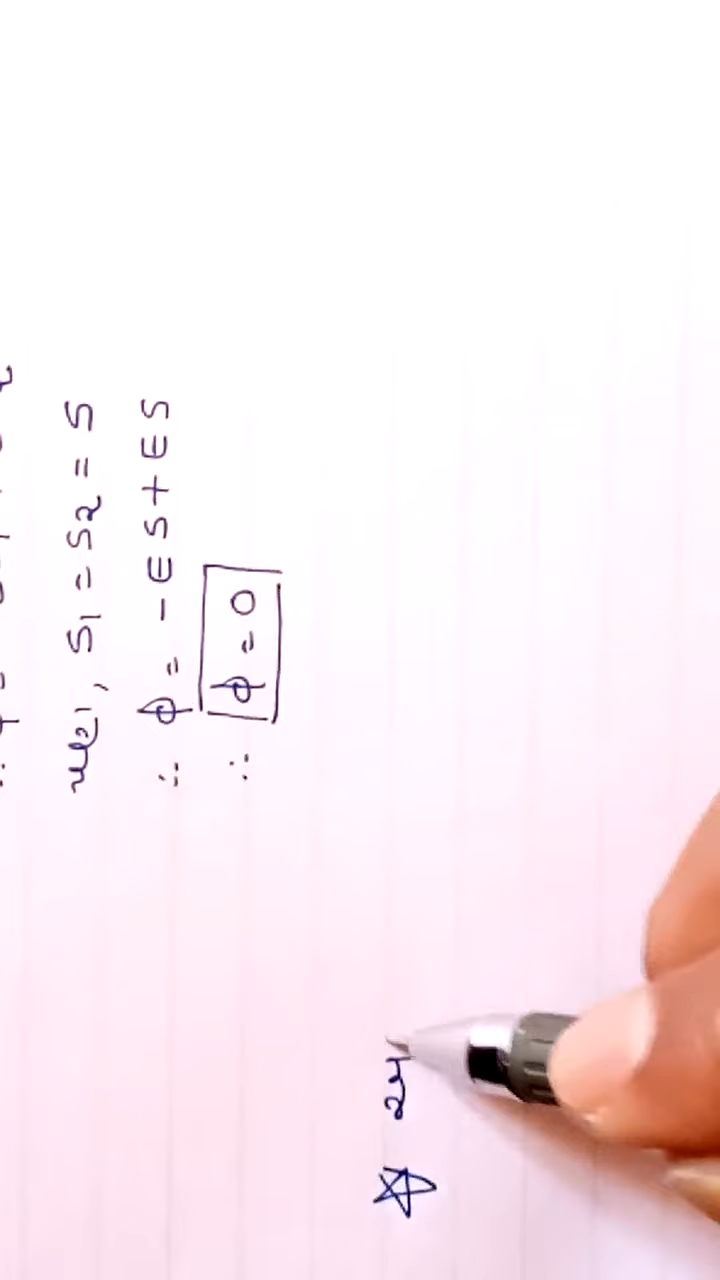 અહી, S₁ = S₂ = S
∴ ϕ = - ES + ES
∴ ϕ = 0